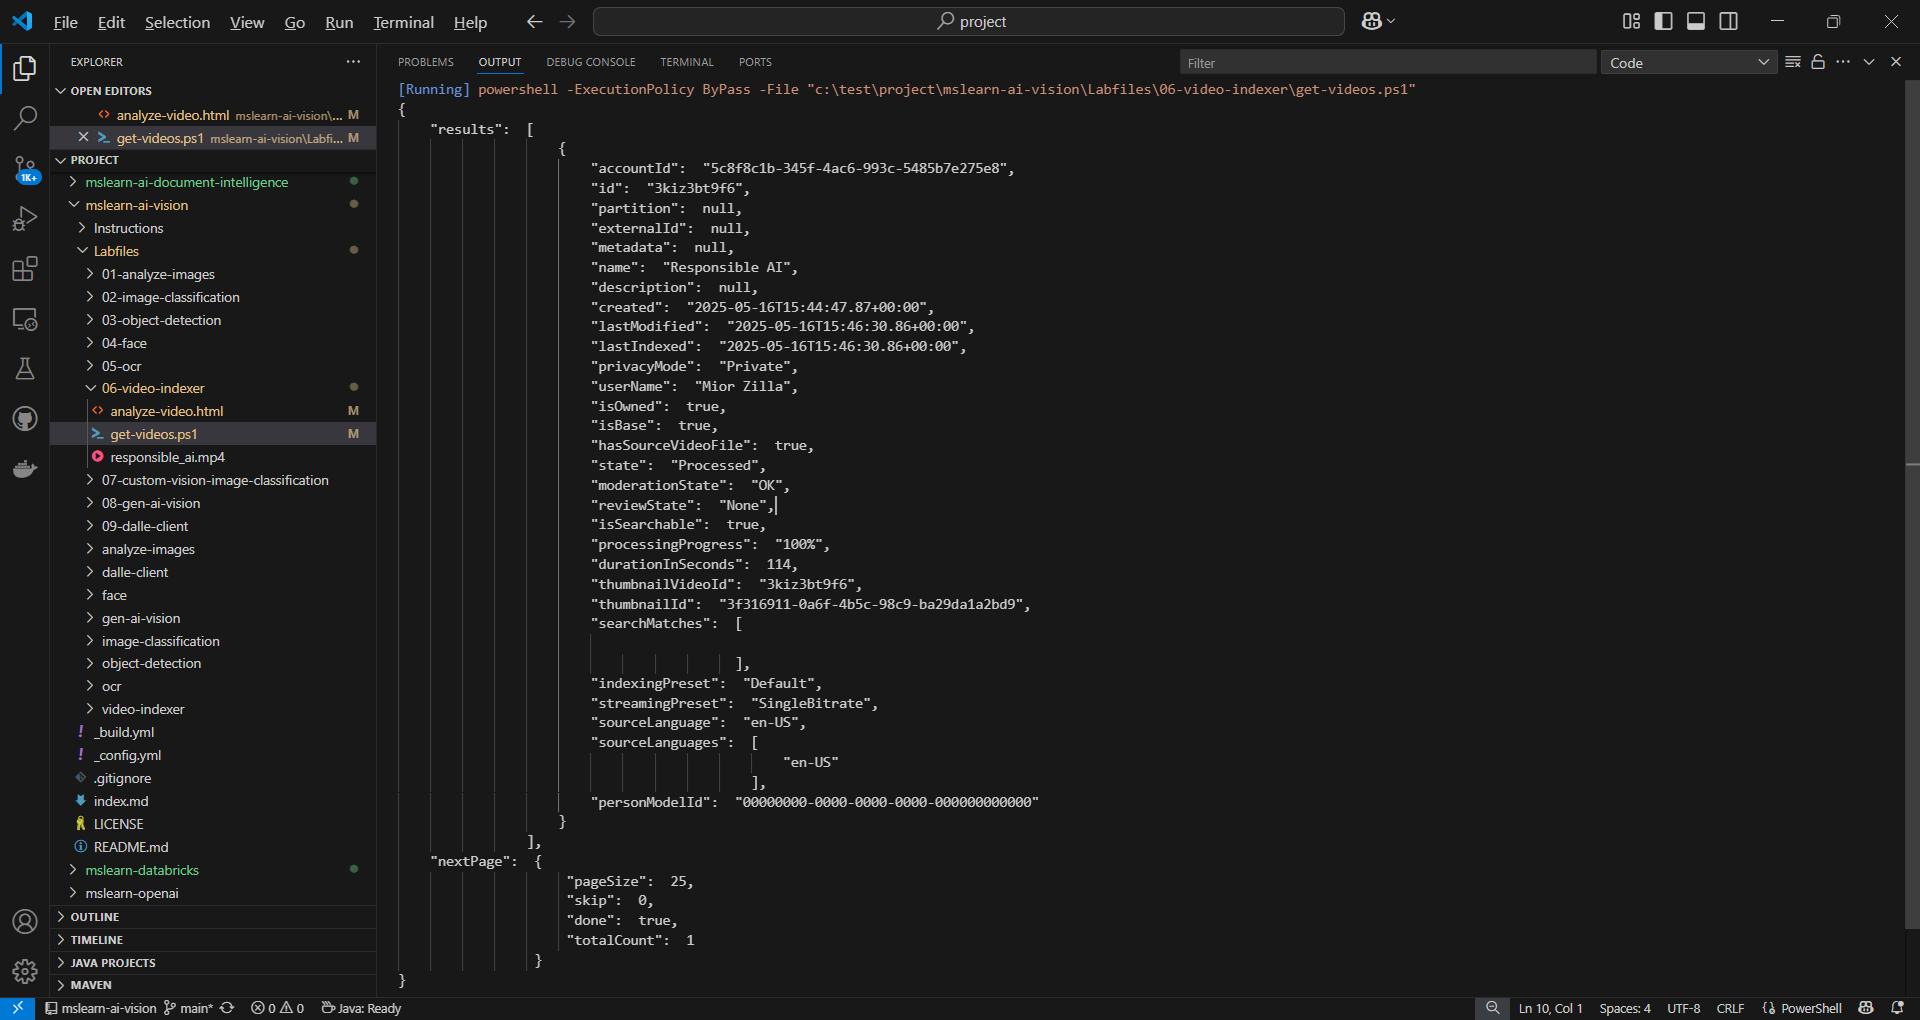 File Edit Selection View Go Run Terminal Help
project
EXPLORER
OPEN EDITORS
analyze-video.html mslearn-ai-vision\... M
get-videos.ps1 mslearn-ai-vision\Labfi... M
PROJECT
mslearn-ai-document-intelligence
mslearn-ai-vision
Instructions
Labfiles
01-analyze-images
02-image-classification
03-object-detection
04-face
05-ocr
06-video-indexer
analyze-video.html M
get-videos.ps1 M
responsible_ai.mp4
07-custom-vision-image-classification
08-gen-ai-vision
09-dalle-client
analyze-images
dalle-client
face
gen-ai-vision
image-classification
object-detection
ocr
video-indexer
_build.yml
_config.yml
.gitignore
index.md
LICENSE
README.md
mslearn-databricks
mslearn-openai
OUTLINE
TIMELINE
JAVA PROJECTS
MAVEN
1K+
PROBLEMS OUTPUT DEBUG CONSOLE TERMINAL PORTS
Filter
Code
[Running] powershell -ExecutionPolicy ByPass -File "c:\test\project\mslearn-ai-vision\Labfiles\06-video-indexer\get-videos.ps1"
{
"results": [
{
"accountId": "5c8f8c1b-345f-4ac6-993c-5485b7e275e8",
"id": "3kiz3bt9f6",
"partition": null,
"externalId": null,
"metadata": null,
"name": "Responsible AI",
"description": null,
"created": "2025-05-16T15:44:47.87+00:00",
"lastModified": "2025-05-16T15:46:30.86+00:00",
"lastIndexed": "2025-05-16T15:46:30.86+00:00",
"privacyMode": "Private",
"userName": "Mior Zilla",
"isOwned": true,
"isBase": true,
"hasSourceVideoFile": true,
"state": "Processed",
"moderationState": "OK",
"reviewState": "None",
"isSearchable": true,
"processingProgress": "100%",
"durationInSeconds": 114,
"thumbnailVideoId": "3kiz3bt9f6",
"thumbnailId": "3f316911-0a6f-4b5c-98c9-ba29da1a2bd9",
"searchMatches": [
],
"indexingPreset": "Default",
"streamingPreset": "SingleBitrate",
"sourceLanguage": "en-US",
"sourceLanguages": [
"en-US"
],
"personModelId": "00000000-0000-0000-0000-000000000000"
}
],
"nextPage": {
"pageSize": 25,
"skip": 0,
"done": true,
"totalCount": 1
}
}
mslearn-ai-vision main* 0 0 Java: Ready
Ln 10, Col 1 Spaces: 4 UTF-8 CRLF PowerShell